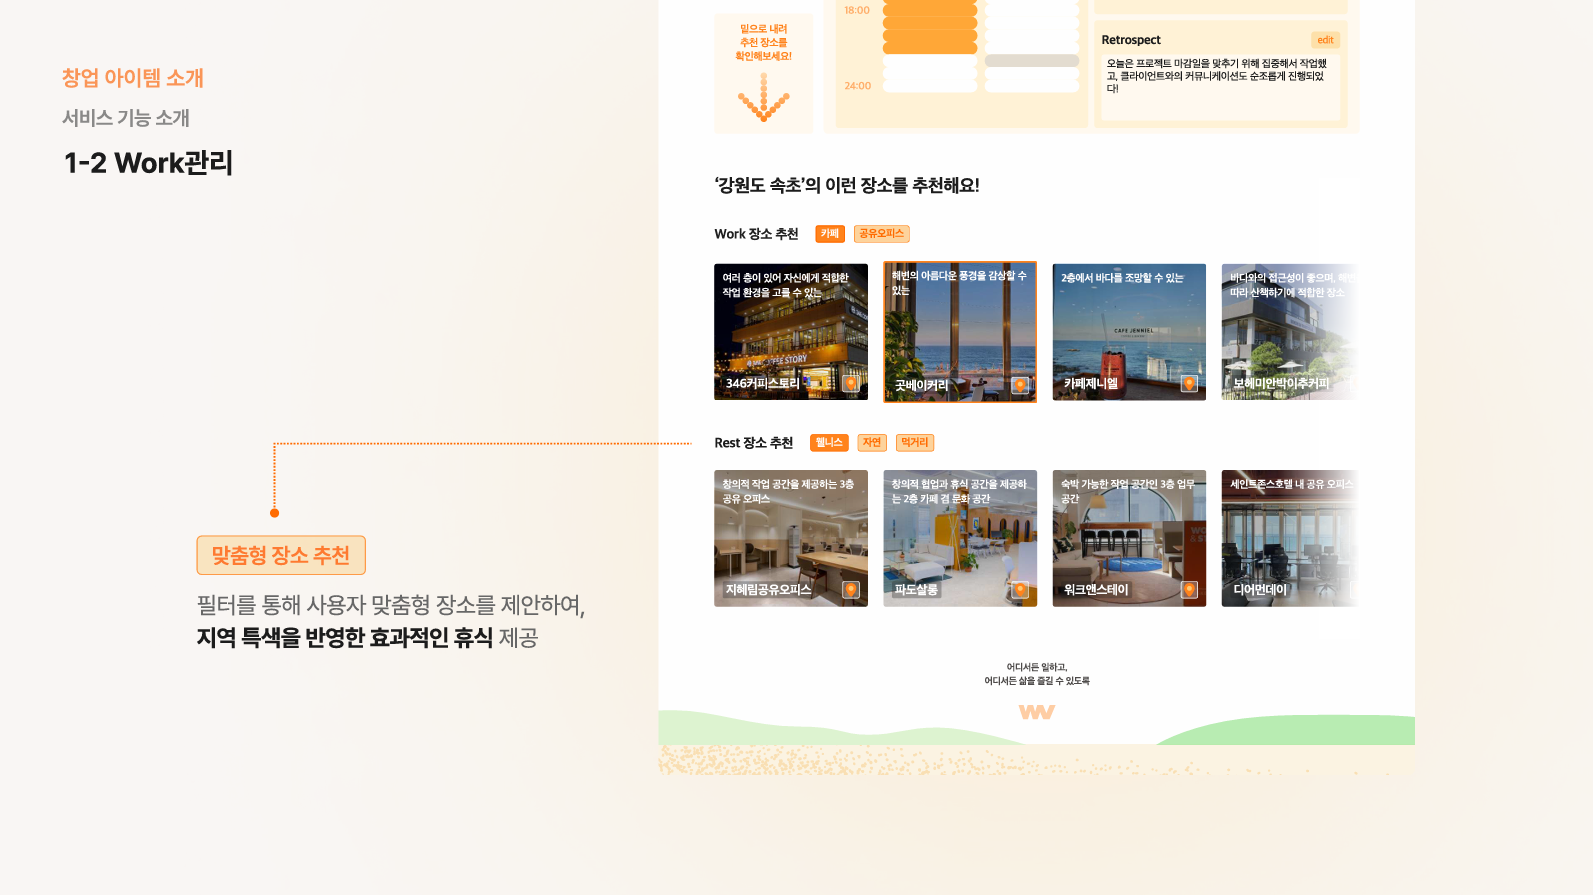 창업 아이템 소개
서비스 기능 소개
1-2 Work관리
맞춤형 장소 추천
필터를 통해 사용자 맞춤형 장소를 제안하여,
지역 특색을 반영한 효과적인 휴식 제공
밑으로 내려
추천 장소를
확인해보세요!
18:00
24:00
Retrospect
edit
오늘은 프로젝트 마감일을 맞추기 위해 집중해서 작업했
고, 클라이언트와의 커뮤니케이션도 순조롭게 진행되었
다!
‘강원도 속초’의 이런 장소를 추천해요!
Work 장소 추천 카페 공유오피스
여러 층이 있어 자신에게 적합한
작업 환경을 고를 수 있는
346커피스토리
해변의 아름다운 풍경을 감상할 수
있는
곳베이커리
2층에서 바다를 조망할 수 있는
CAFE JENNIEL
카페제니엘
바다와의 접근성이 좋으며, 해변
따라 산책하기에 적합한 장소
보헤미안박이추커피
Rest 장소 추천 웰니스 자연 먹거리
창의적 작업 공간을 제공하는 3층
공유 오피스
지혜림공유오피스
창의적 협업과 휴식 공간을 제공하
는 2층 카페 겸 문화 공간
파도살롱
숙박 가능한 작업 공간인 3층 업무
공간
워크앤스테이
세인트존스호텔 내 공유 오피스
디어먼데이
어디서든 일하고,
어디서든 삶을 즐길 수 있도록